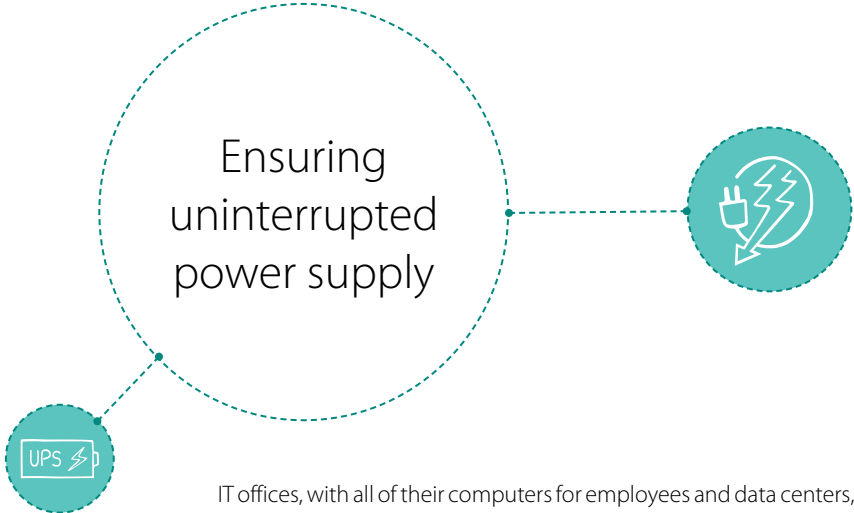 Ensuring
uninterrupted
power supply
UPS
IT offices, with all of their computers for employees and data centers,